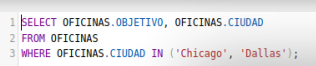 1 SELECT OFICINAS.OBJETIVO, OFICINAS.CIUDAD
2 FROM OFICINAS
3 WHERE OFICINAS.CIUDAD IN ('Chicago', 'Dallas');